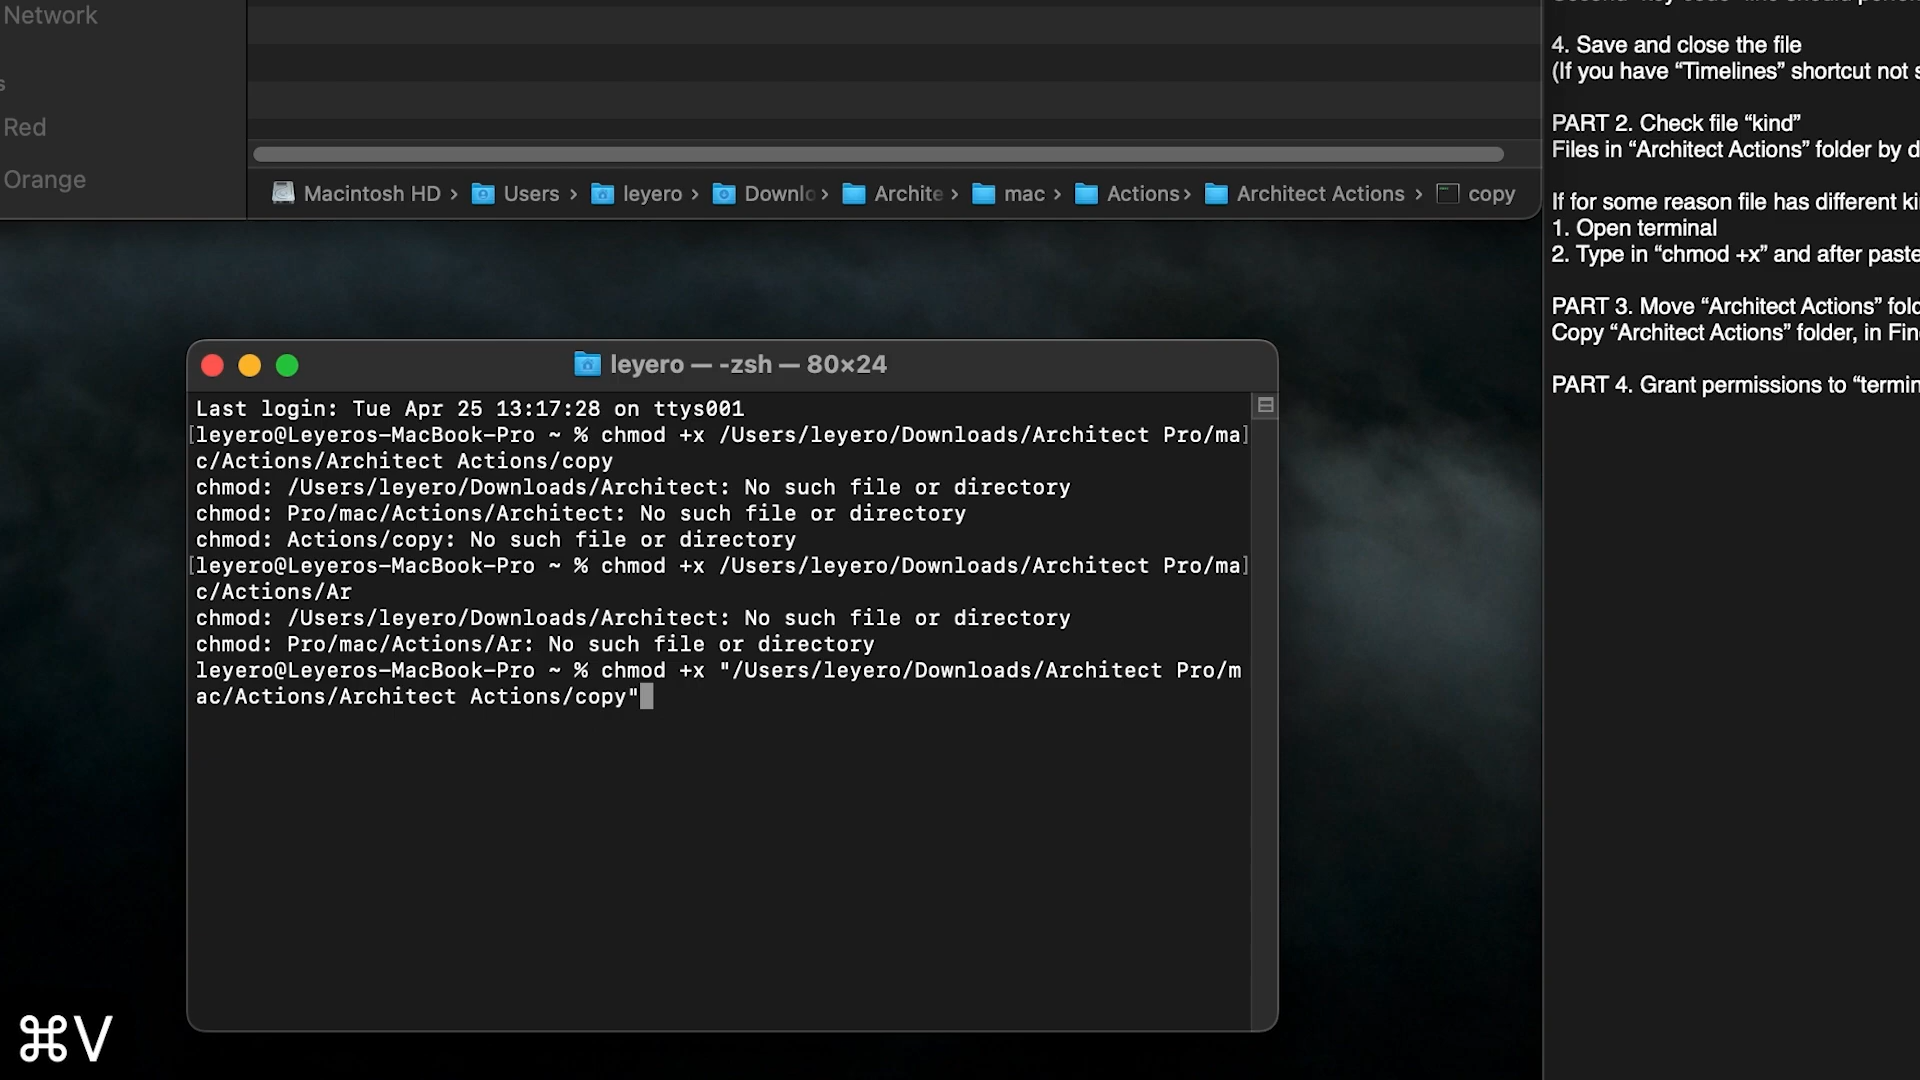 Network
s
Red
Orange
Macintosh HD › Users › leyero › Downlo › Archite › mac › Actions › Architect Actions › copy
4. Save and close the file
(If you have “Timelines” shortcut not s
PART 2. Check file “kind”
Files in “Architect Actions” folder by d
If for some reason file has different ki
1. Open terminal
2. Type in “chmod +x” and after paste
PART 3. Move “Architect Actions” fold
Copy “Architect Actions” folder, in Fin
PART 4. Grant permissions to “termin
leyero — -zsh — 80×24
Last login: Tue Apr 25 13:17:28 on ttys001
[leyero@Leyeros-MacBook-Pro ~ % chmod +x /Users/leyero/Downloads/Architect Pro/ma]
c/Actions/Architect Actions/copy
chmod: /Users/leyero/Downloads/Architect: No such file or directory
chmod: Pro/mac/Actions/Architect: No such file or directory
chmod: Actions/copy: No such file or directory
[leyero@Leyeros-MacBook-Pro ~ % chmod +x /Users/leyero/Downloads/Architect Pro/ma]
c/Actions/Ar
chmod: /Users/leyero/Downloads/Architect: No such file or directory
chmod: Pro/mac/Actions/Ar: No such file or directory
leyero@Leyeros-MacBook-Pro ~ % chmod +x "/Users/leyero/Downloads/Architect Pro/m
ac/Actions/Architect Actions/copy"
⌘V